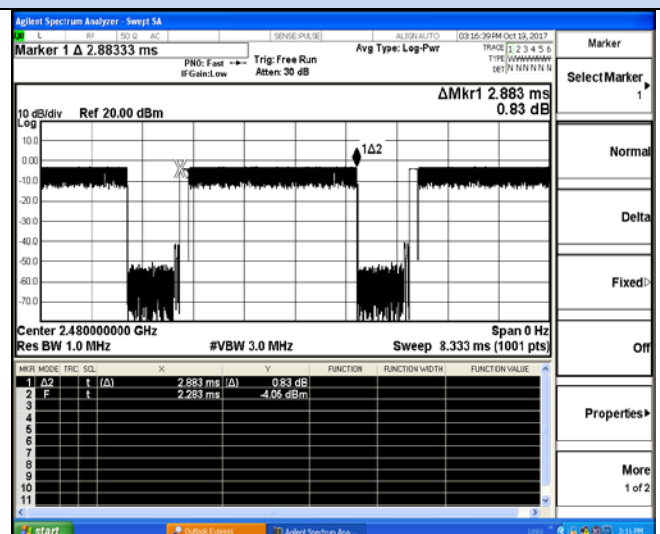 Agilent Spectrum Analyzer - Swept SA
L RF 50 Ω AC SENSE:PULSE ALIGN AUTO 03:16:39 PM Oct 19, 2017
Marker 1 Δ 2.88333 ms
PNO: Fast Trig: Free Run Avg Type: Log-Pwr TRACE 1 2 3 4 5 6
IFGain:Low Atten: 30 dB TYPE
DET N N N N N
ΔMkr1 2.883 ms
0.83 dB
10 dB/div Ref 20.00 dBm
Log
10.0
0.00
-10.0
-20.0
-30.0
-40.0
-50.0
-60.0
-70.0
1Δ2
Center 2.480000000 GHz Span 0 Hz
Res BW 1.0 MHz #VBW 3.0 MHz Sweep 8.333 ms (1001 pts)
MKR MODE TRC SCL X Y FUNCTION FUNCTION WIDTH FUNCTION VALUE
1 Δ2 t (Δ) 2.883 ms (Δ) 0.83 dB
2 F t 2.283 ms -4.05 dBm
3
4
5
6
7
8
9
10
11
Marker
Select Marker
1
Normal
Delta
Fixed
Off
Properties
More
1 of 2
start
Outlook Express
Agilent Spectrum Ana...
Links
3:16 PM